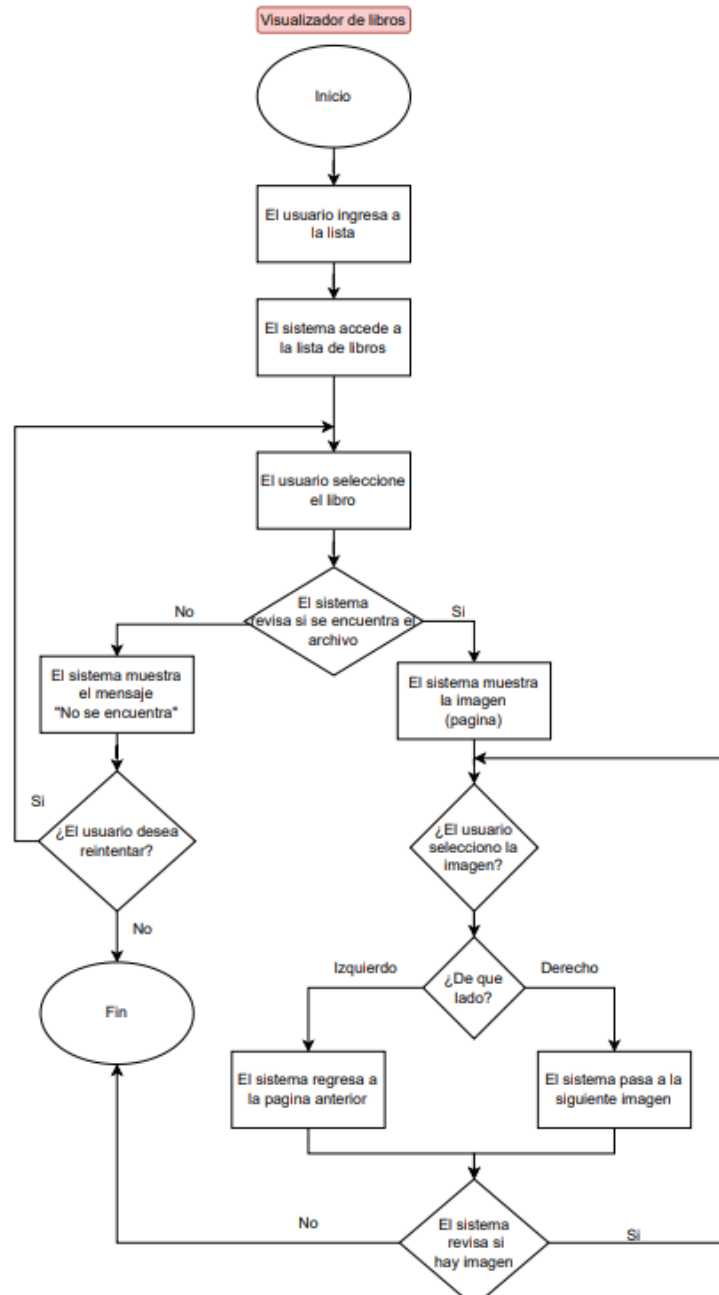 Visualizador de libros
Inicio
El usuario ingresa a
la lista
El sistema accede a
la lista de libros
El usuario seleccione
el libro
El sistema
revisa si se encuentra el
archivo
No
Si
El sistema muestra
el mensaje
"No se encuentra"
El sistema muestra
la imagen
(pagina)
Si
¿El usuario desea
reintentar?
No
¿El usuario
selecciono la
imagen?
Izquierdo
Derecho
¿De que
lado?
Fin
El sistema regresa a
la pagina anterior
El sistema pasa a la
siguiente imagen
No
Si
El sistema
revisa si
hay imagen